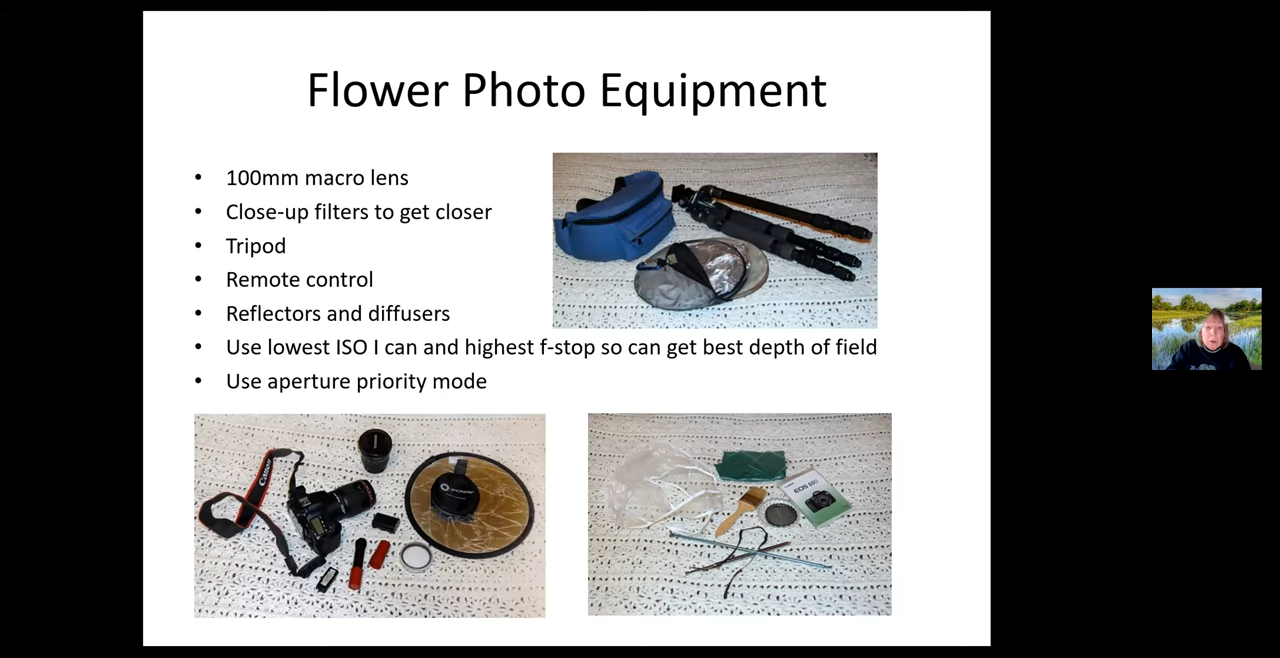 Flower Photo Equipment
• 100mm macro lens
• Close-up filters to get closer
• Tripod
• Remote control
• Reflectors and diffusers
• Use lowest ISO I can and highest f-stop so can get best depth of field
• Use aperture priority mode
Canon